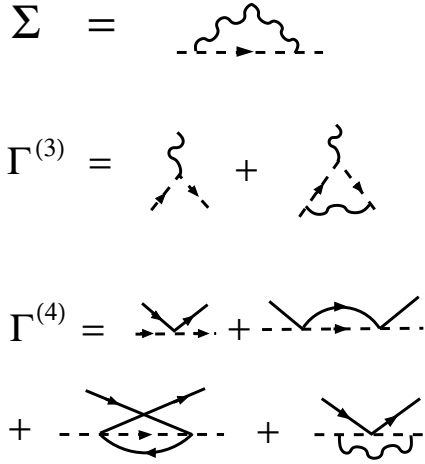 Σ =
Γ(3) = +
Γ(4) = +
+ +